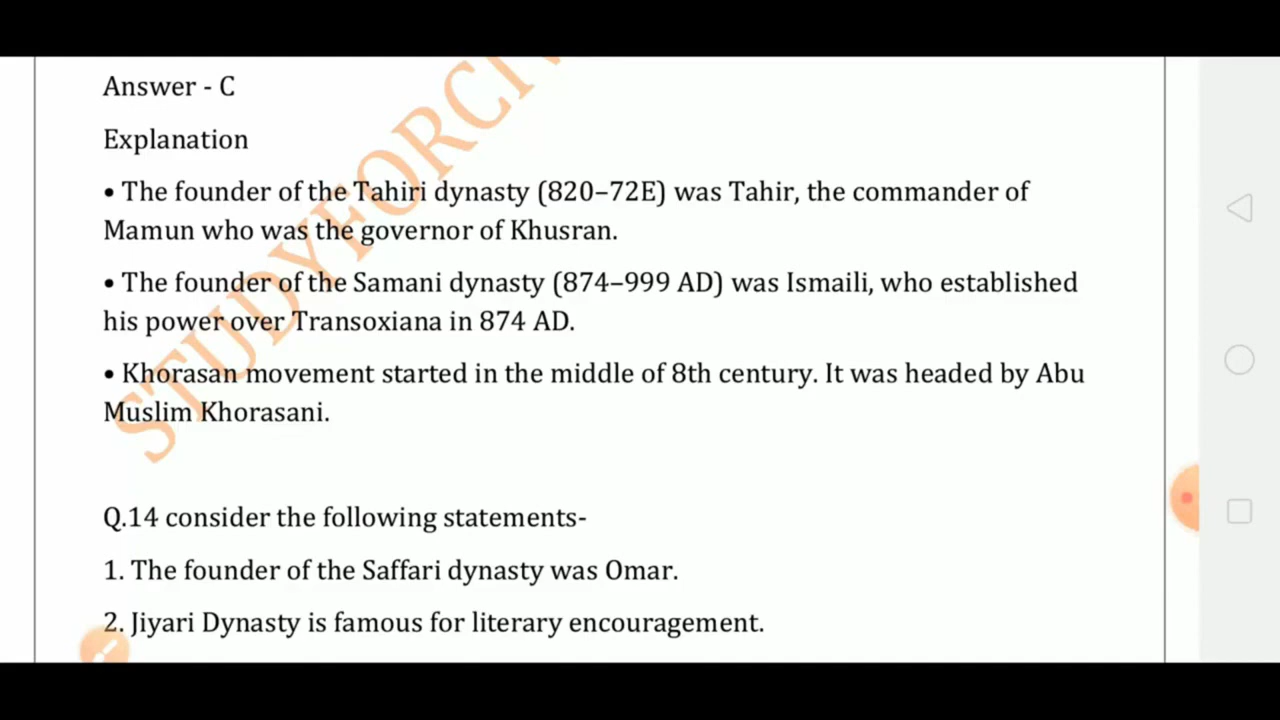 Answer - C
Explanation
• The founder of the Tahiri dynasty (820–72E) was Tahir, the commander of
Mamun who was the governor of Khusran.
• The founder of the Samani dynasty (874–999 AD) was Ismaili, who established
his power over Transoxiana in 874 AD.
• Khorasan movement started in the middle of 8th century. It was headed by Abu
Muslim Khorasani.
Q.14 consider the following statements-
1. The founder of the Saffari dynasty was Omar.
2. Jiyari Dynasty is famous for literary encouragement.
STUDYFORCIV